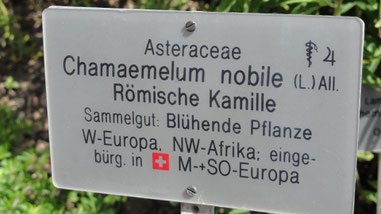 Asteraceae
Chamaemelum nobile (L.) All.
Römische Kamille
Sammelgut: Blühende Pflanze
W-Europa, NW-Afrika; einge-
bürg. in M-+SO-Europa